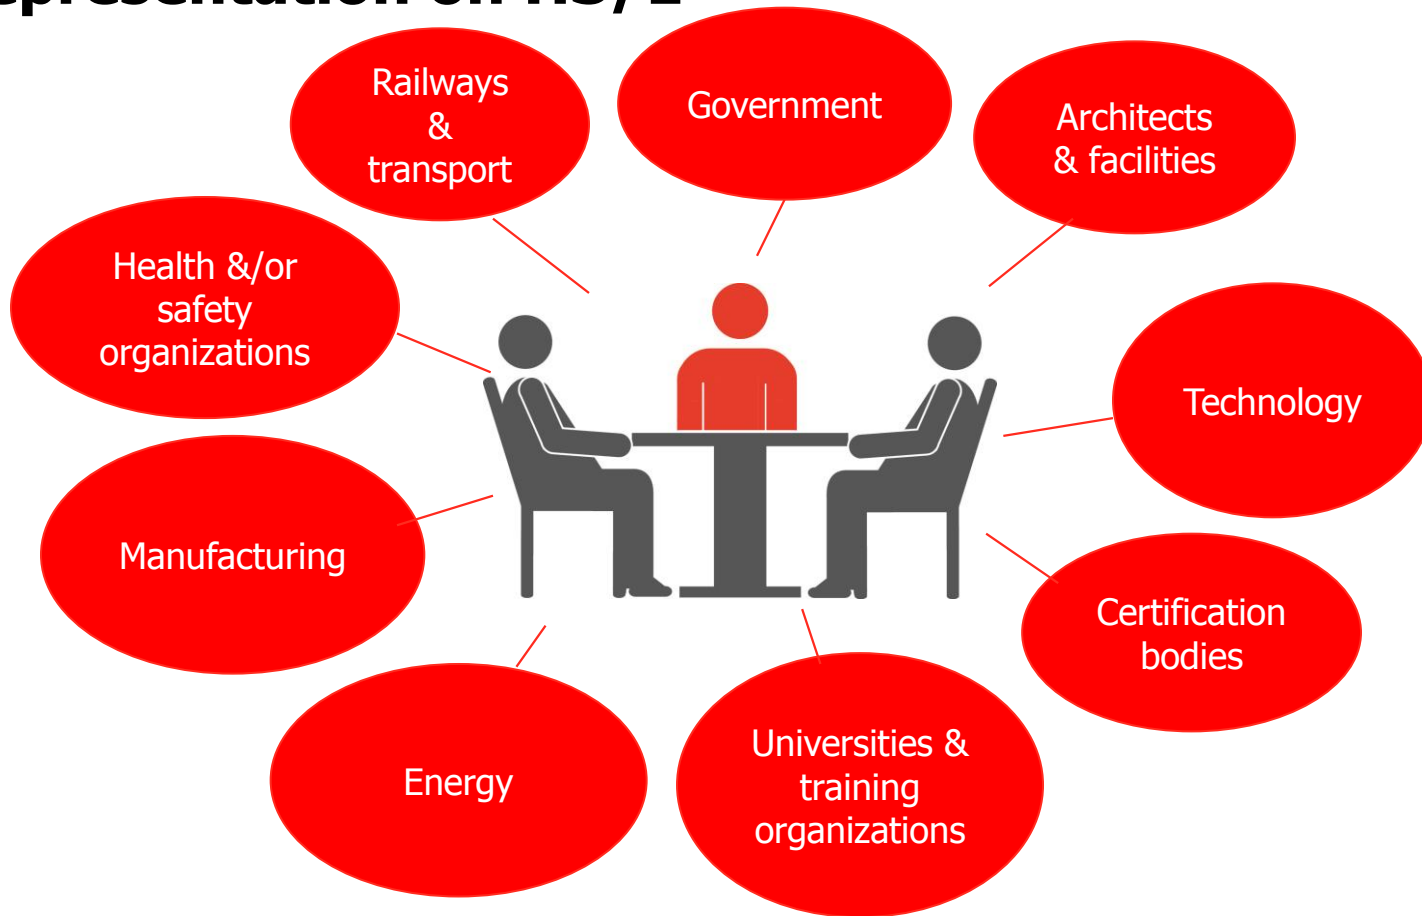 Railways
&
transport
Government
Architects
& facilities
Health &/or
safety
organizations
Technology
Manufacturing
Certification
bodies
Energy
Universities &
training
organizations